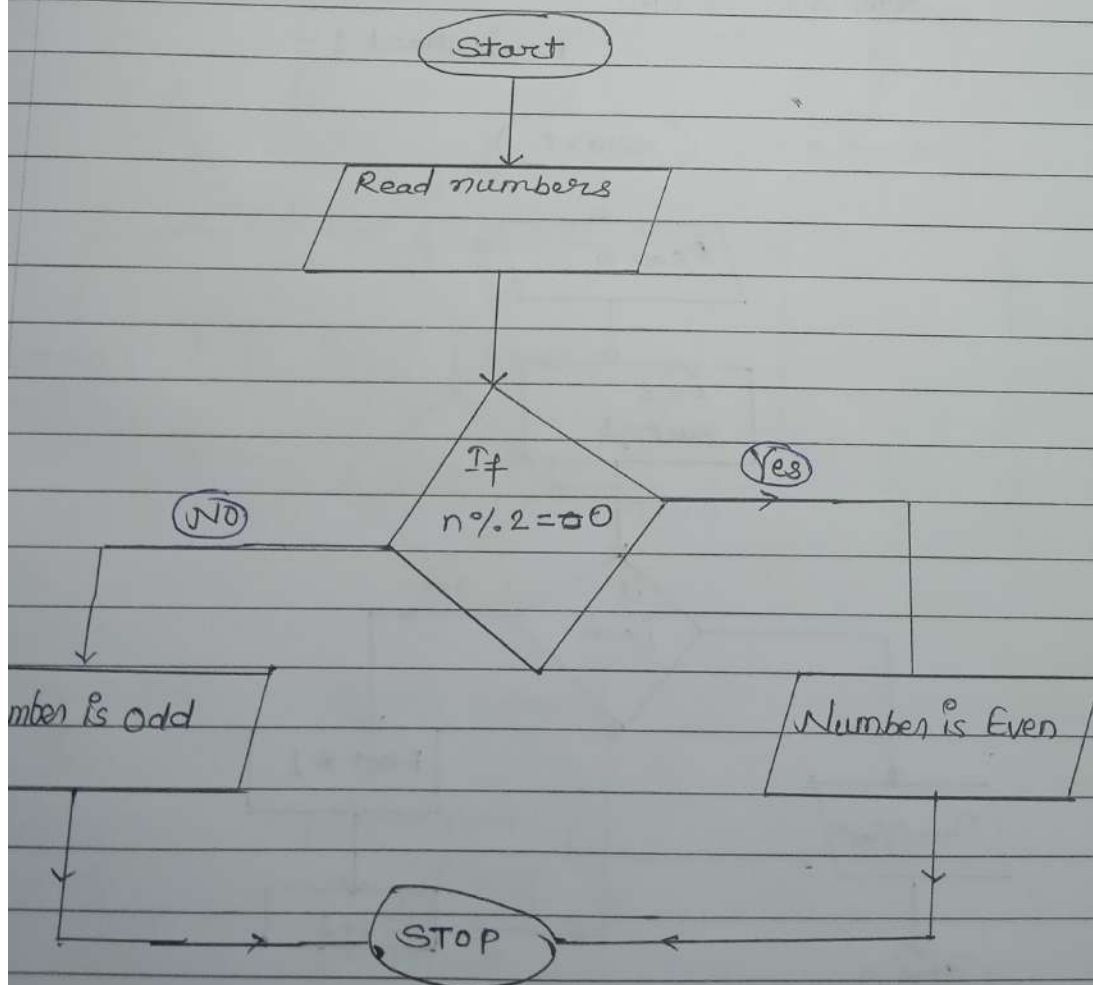 Start
Read numbers
If
n%.2=0
Yes
NO
mber is odd
Number is Even
STOP